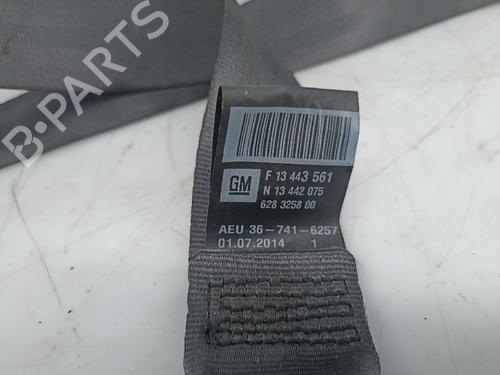 B-PARTS
GM
F 13 443 561
N 13 442 075
628 3258 00
AEU 36-741-6257
01.07.2014 1